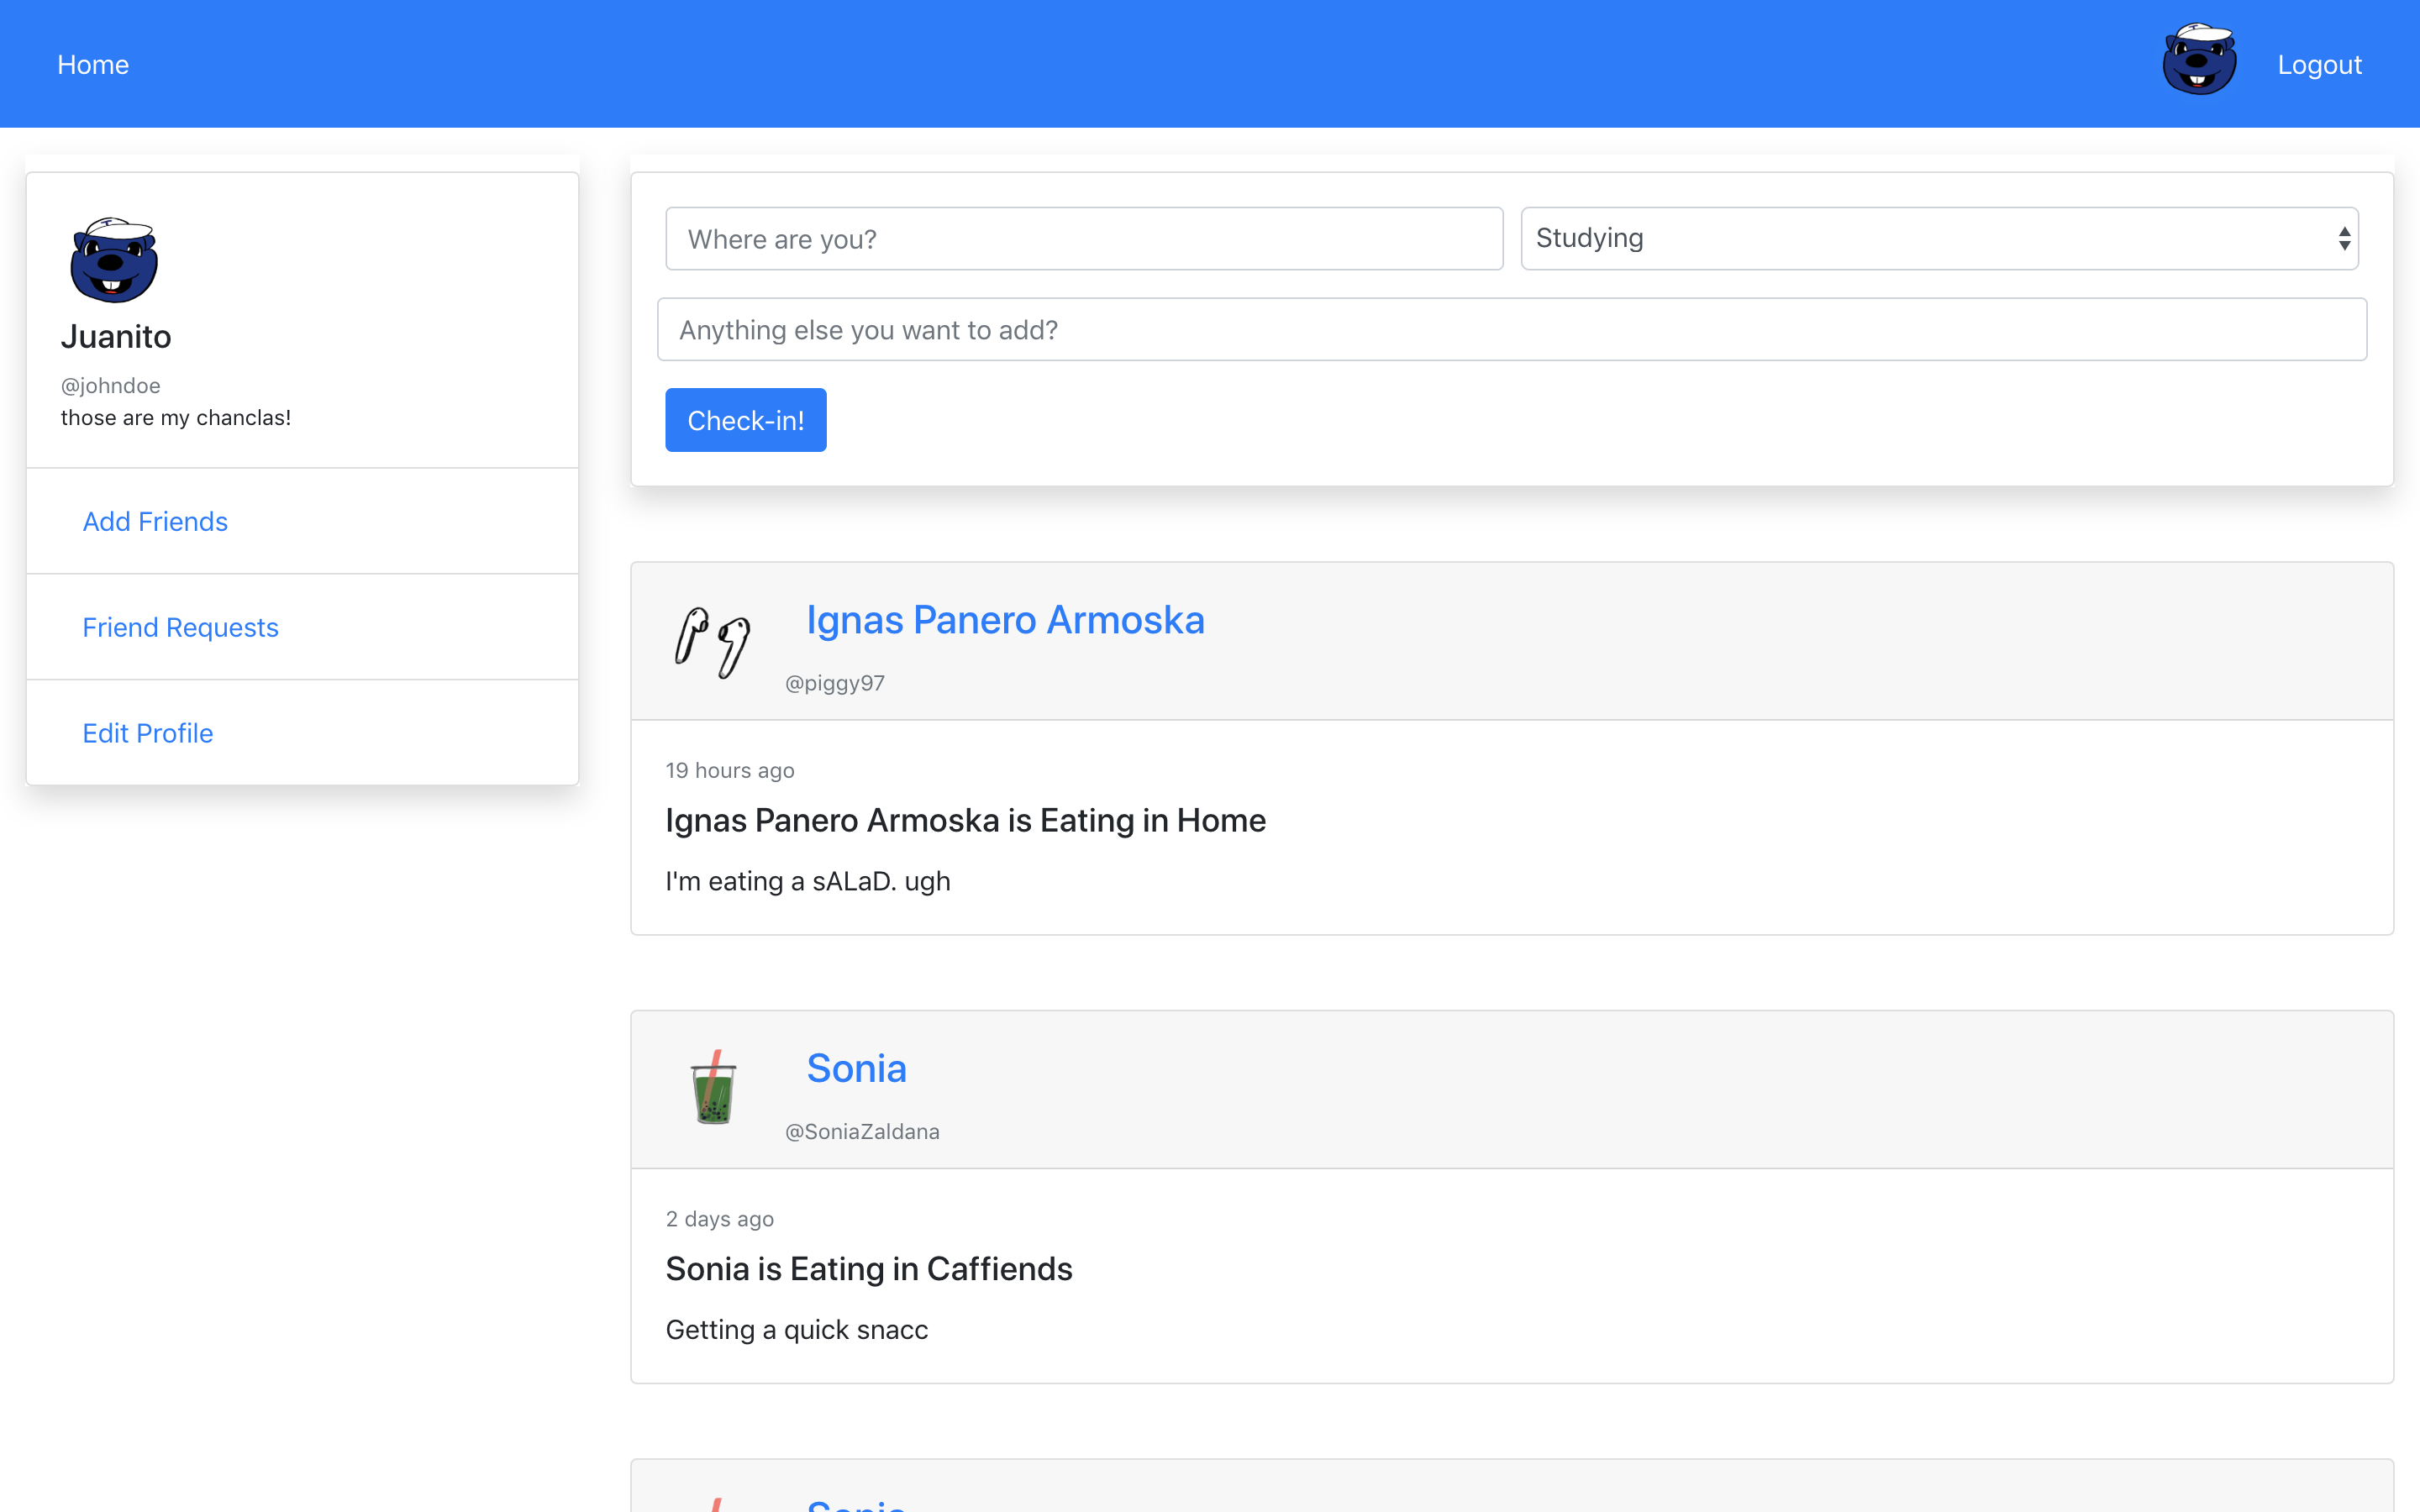 Home
Logout
Juanito
@johndoe
those are my chanclas!
Add Friends
Friend Requests
Edit Profile
Where are you?
Studying
Anything else you want to add?
Check-in!
Ignas Panero Armoska
@piggy97
19 hours ago
Ignas Panero Armoska is Eating in Home
I'm eating a sALaD. ugh
Sonia
@SoniaZaldana
2 days ago
Sonia is Eating in Caffiends
Getting a quick snacc
Sonia